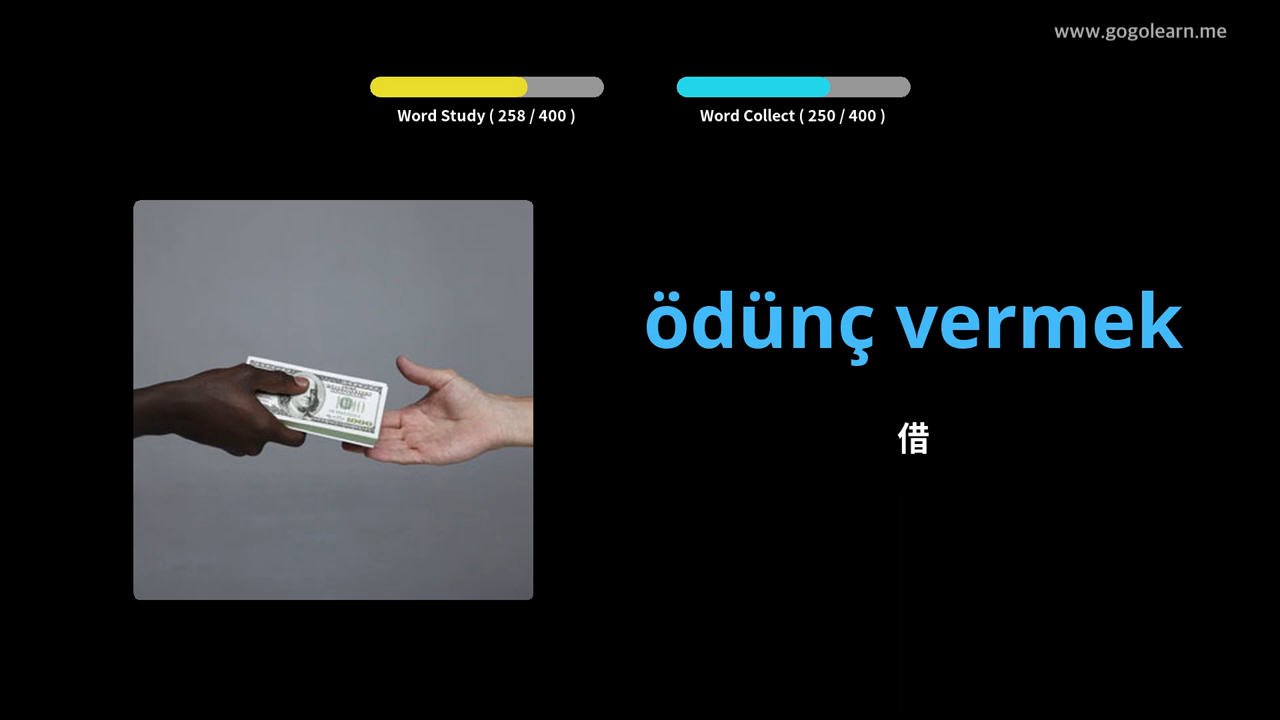 www.gogolearn.me
Word Study ( 258 / 400 )
Word Collect ( 250 / 400 )
ödünç vermek
借